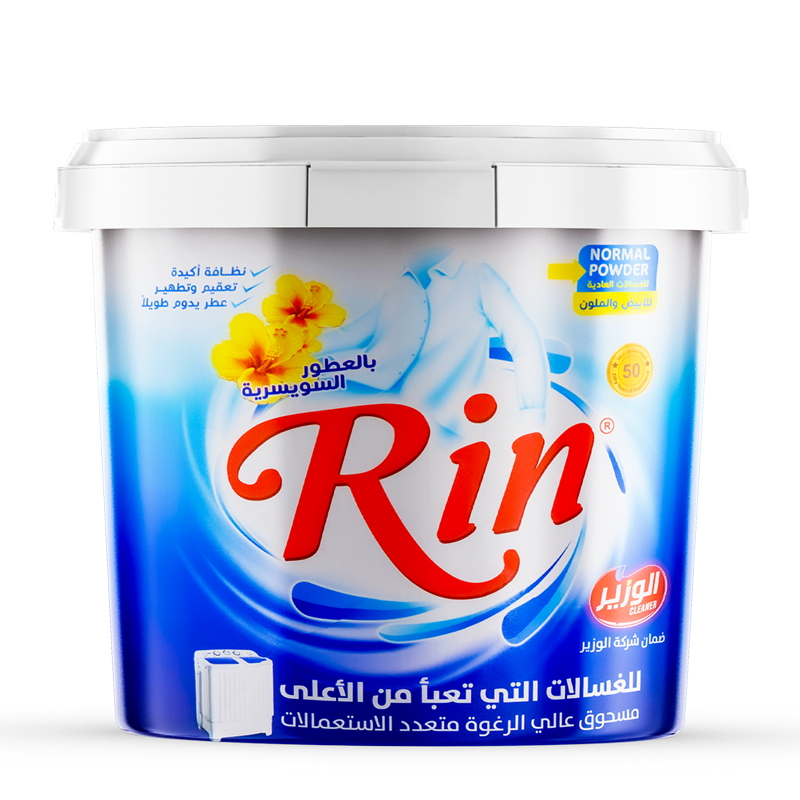 نظافة أكيدة
تعقيم وتطهير
عطر يدوم طويلاً
NORMAL
POWDER
للغسالات العادية
للأبيض والملون
بالعطور
السويسرية
50
Rin®
الوزير
CLEANER
ضمان شركة الوزير
للغسالات التي تعبأ من الأعلى
مسحوق عالي الرغوة متعدد الاستعمالات